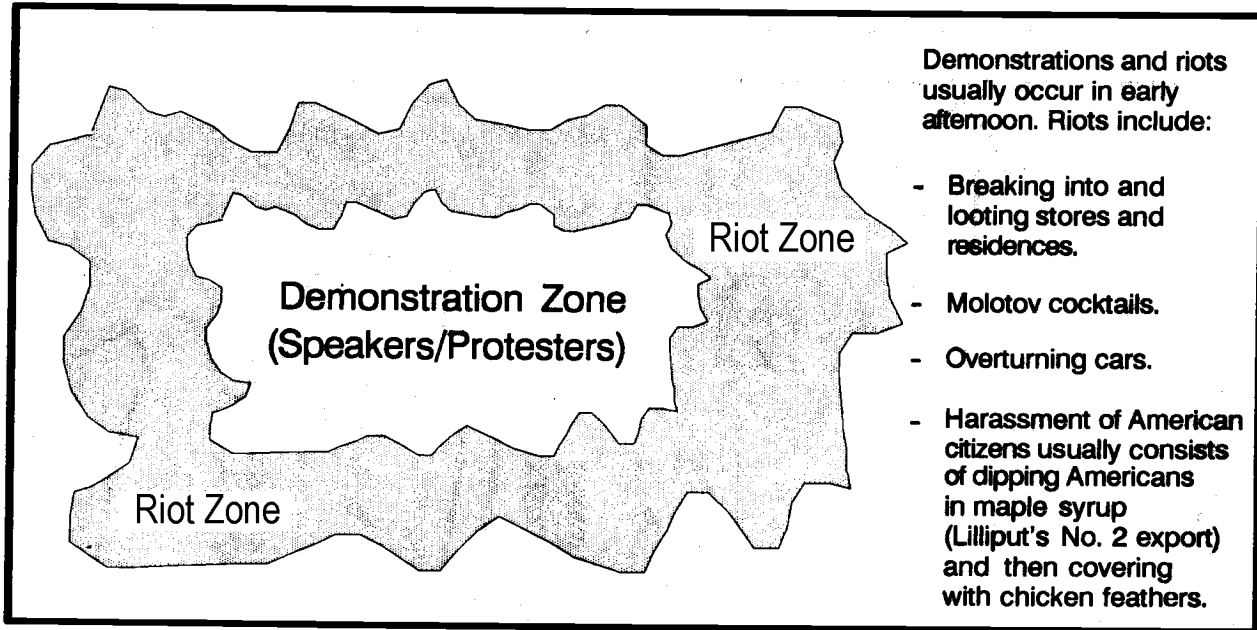 Demonstration Zone
(Speakers/Protesters)
Riot Zone
Riot Zone
Demonstrations and riots
usually occur in early
afternoon. Riots include:
- Breaking into and
looting stores and
residences.
- Molotov cocktails.
- Overturning cars.
- Harassment of American
citizens usually consists
of dipping Americans
in maple syrup
(Lilliput's No. 2 export)
and then covering
with chicken feathers.